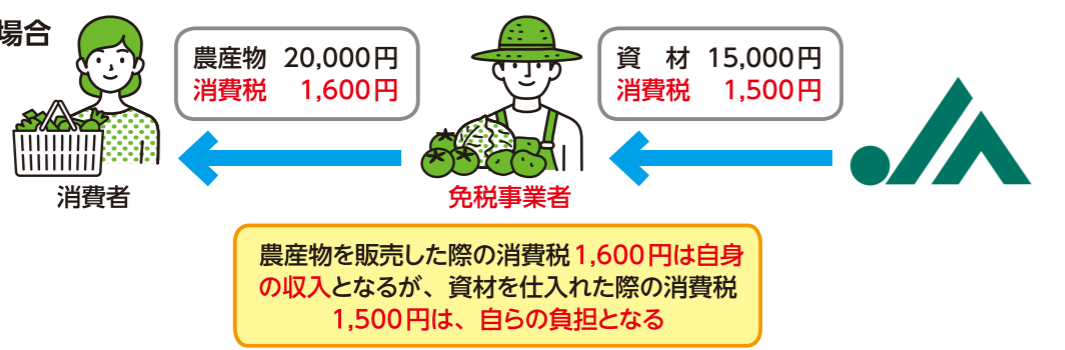 場合
農産物 20,000円
消費税 1,600円
資 材 15,000円
消費税 1,500円
消費者
免税事業者
JA
農産物を販売した際の消費税1,600円は自身
の収入となるが、資材を仕入れた際の消費税
1,500円は、自らの負担となる